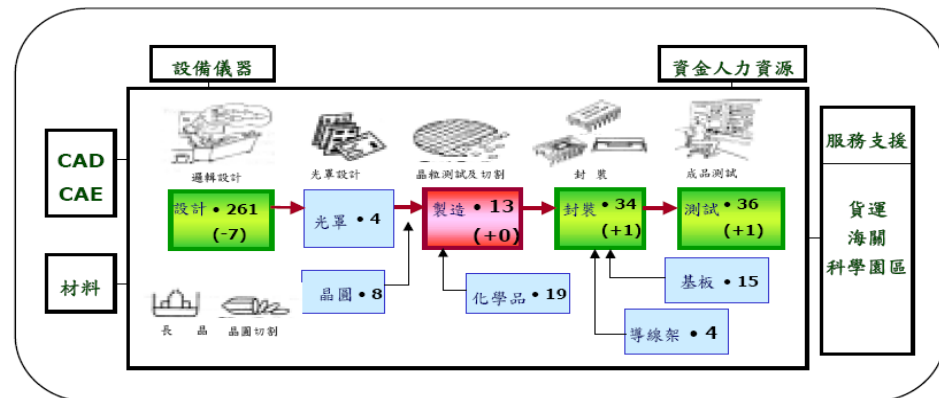 設備儀器
資金人力資源
CAD
CAE
材料
服務支援
貨運
海關
科學園區
邏輯設計
光罩設計
晶粒測試及切割
封 裝
成品測試
設計 • 261
(-7)
光罩 • 4
製造 • 13
(+0)
封裝 • 34
(+1)
測試 • 36
(+1)
晶圓 • 8
化學品 • 19
基板 • 15
導線架 • 4
長 晶
晶圓切割